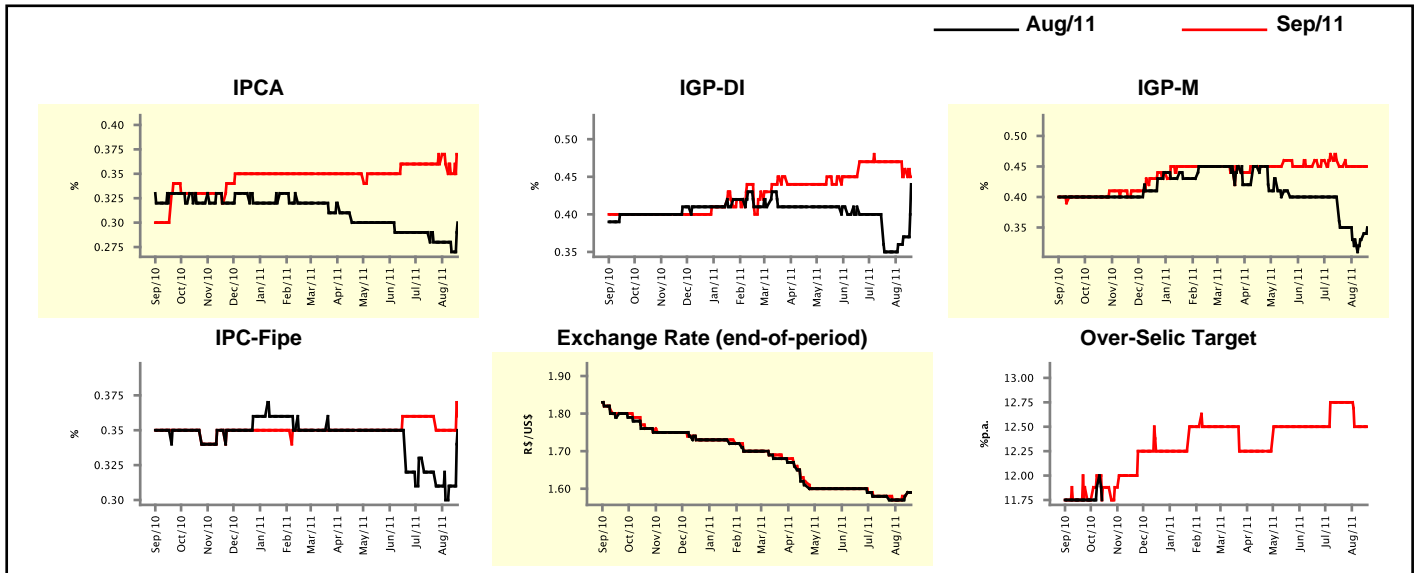 Aug/11 Sep/11
IPCA IGP-DI IGP-M
%
0.40
0.375
0.35
0.325
0.30
0.275
Sep/10 Oct/10 Nov/10 Dec/10 Jan/11 Feb/11 Mar/11 Apr/11 May/11 Jun/11 Jul/11 Aug/11
%
0.50
0.45
0.40
0.35
Sep/10 Oct/10 Nov/10 Dec/10 Jan/11 Feb/11 Mar/11 Apr/11 May/11 Jun/11 Jul/11 Aug/11
%
0.50
0.45
0.40
0.35
Sep/10 Oct/10 Nov/10 Dec/10 Jan/11 Feb/11 Mar/11 Apr/11 May/11 Jun/11 Jul/11 Aug/11
IPC-Fipe Exchange Rate (end-of-period) Over-Selic Target
%
0.375
0.35
0.325
0.30
Sep/10 Oct/10 Nov/10 Dec/10 Jan/11 Feb/11 Mar/11 Apr/11 May/11 Jun/11 Jul/11 Aug/11
R$/US$
1.90
1.80
1.70
1.60
Sep/10 Oct/10 Nov/10 Dec/10 Jan/11 Feb/11 Mar/11 Apr/11 May/11 Jun/11 Jul/11 Aug/11
%p.a.
13.00
12.75
12.50
12.25
12.00
11.75
Sep/10 Oct/10 Nov/10 Dec/10 Jan/11 Feb/11 Mar/11 Apr/11 May/11 Jun/11 Jul/11 Aug/11